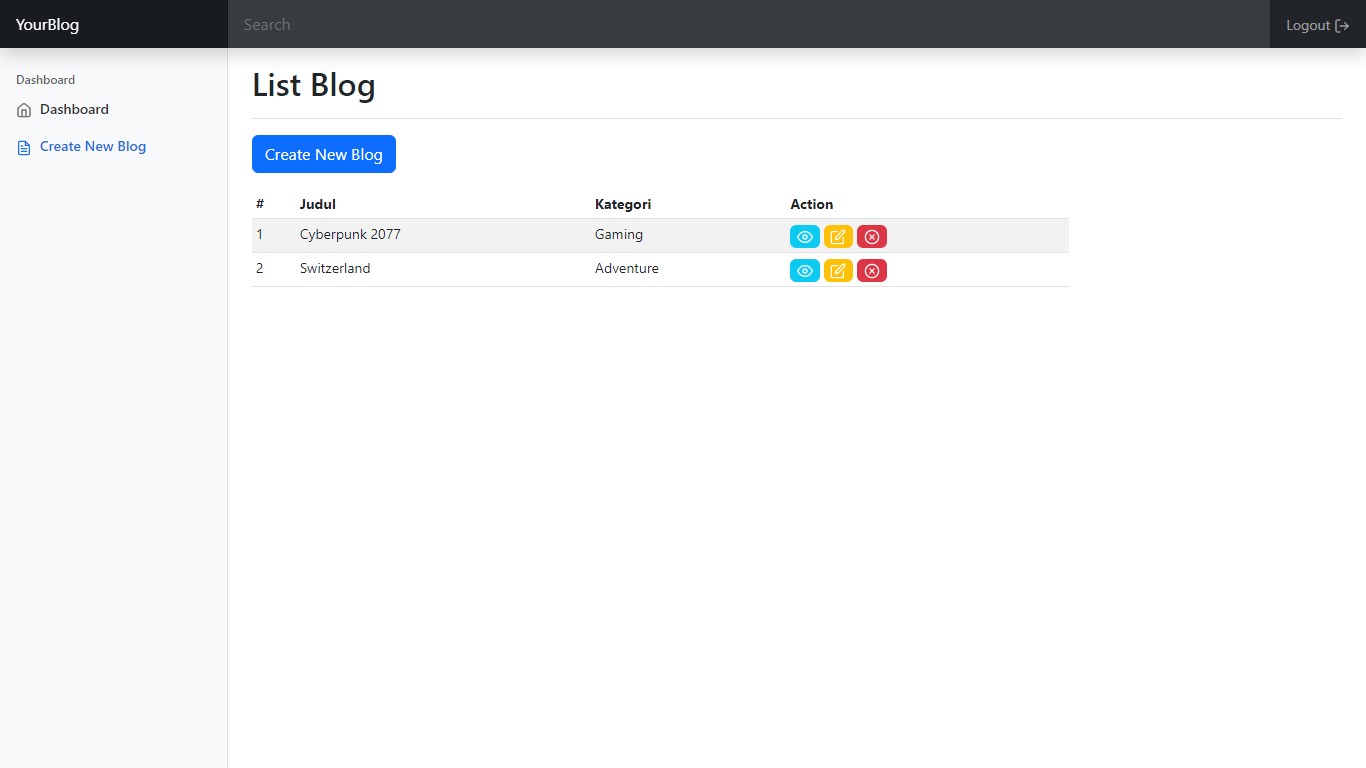 YourBlog Search Logout
Dashboard
Dashboard
Create New Blog
List Blog
Create New Blog
# Judul Kategori Action
1 Cyberpunk 2077 Gaming
2 Switzerland Adventure